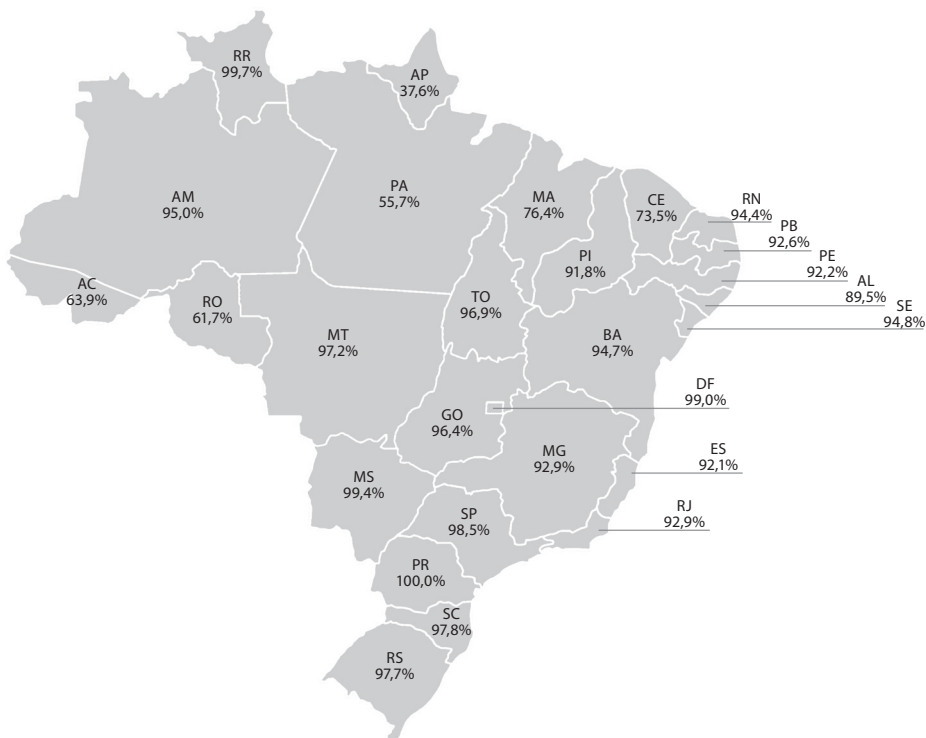 RR
99,7%
AP
37,6%
AM
95,0%
PA
55,7%
MA
76,4%
CE
73,5%
RN
94,4%
PB
92,6%
PE
92,2%
AL
89,5%
SE
94,8%
PI
91,8%
AC
63,9%
RO
61,7%
TO
96,9%
MT
97,2%
BA
94,7%
DF
99,0%
GO
96,4%
MG
92,9%
ES
92,1%
MS
99,4%
RJ
92,9%
SP
98,5%
PR
100,0%
SC
97,8%
RS
97,7%